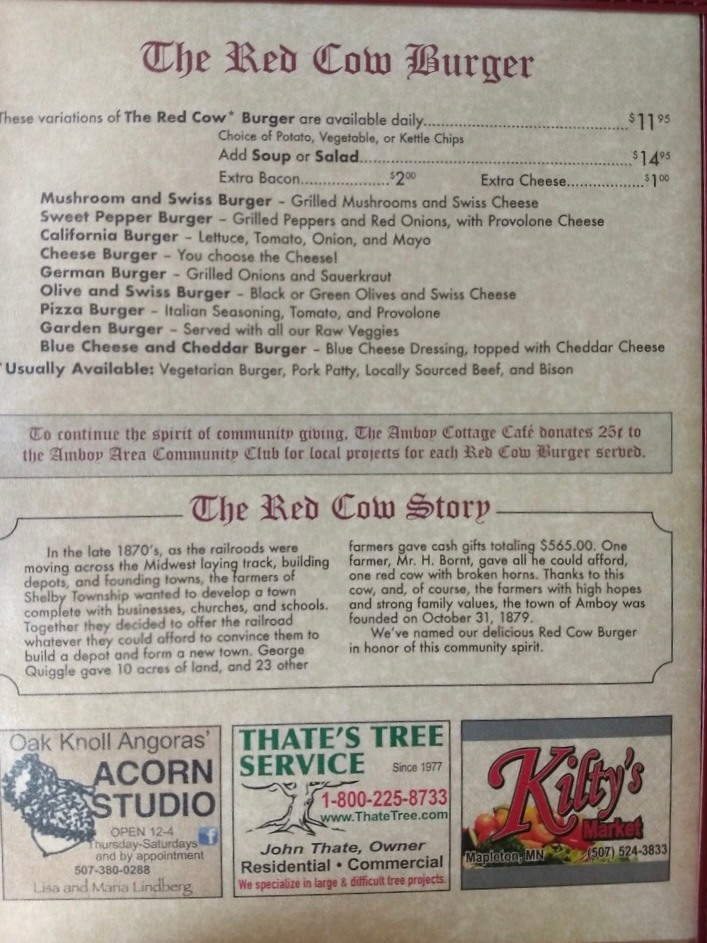 The Red Cow Burger
These variations of The Red Cow* Burger are available daily..........$11.95
Choice of Potato, Vegetable, or Kettle Chips
Add Soup or Salad..........$14.95
Extra Bacon..........$2.00 Extra Cheese..........$1.00
Mushroom and Swiss Burger – Grilled Mushrooms and Swiss Cheese
Sweet Pepper Burger – Grilled Peppers and Red Onions, with Provolone Cheese
California Burger – Lettuce, Tomato, Onion, and Mayo
Cheese Burger – You choose the Cheese!
German Burger – Grilled Onions and Sauerkraut
Olive and Swiss Burger – Black or Green Olives and Swiss Cheese
Pizza Burger – Italian Seasoning, Tomato, and Provolone
Garden Burger – Served with all our Raw Veggies
Blue Cheese and Cheddar Burger – Blue Cheese Dressing, topped with Cheddar Cheese
*Usually Available: Vegetarian Burger, Pork Patty, Locally Sourced Beef, and Bison
To continue the spirit of community giving, The Amboy Cottage Café donates 25¢ to
the Amboy Area Community Club for local projects for each Red Cow Burger served.
The Red Cow Story
In the late 1870's, as the railroads were
moving across the Midwest laying track, building
depots, and founding towns, the farmers of
Shelby Township wanted to develop a town
complete with businesses, churches, and schools.
Together they decided to offer the railroad
whatever they could afford to convince them to
build a depot and form a new town. George
Quiggle gave 10 acres of land, and 23 other
farmers gave cash gifts totaling $565.00. One
farmer, Mr. H. Bornt, gave all he could afford,
one red cow with broken horns. Thanks to this
cow, and, of course, the farmers with high hopes
and strong family values, the town of Amboy was
founded on October 31, 1879.
We've named our delicious Red Cow Burger
in honor of this community spirit.
Oak Knoll Angoras'
ACORN
STUDIO
OPEN 12-4
Thursday-Saturdays
and by appointment
507-380-0288
Lisa and Maria Lindberg
f
THATE'S TREE
SERVICE Since 1977
1-800-225-8733
www.ThateTree.com
John Thate, Owner
Residential • Commercial
We specialize in large & difficult tree projects.
Kilty's
Market
Mapleton, MN (507) 524-3833